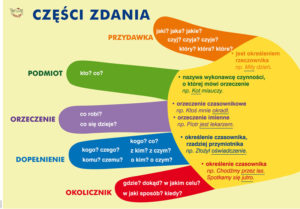 CZĘŚCI ZDANIA
PRZYDAWKA
jaki? jaka? jakie?
czyj? czyja? czyje?
który? która? które?
• jest określeniem
rzeczownika
np. Miły dzień.
PODMIOT
kto? co?
• nazywa wykonawcę czynności,
o której mówi orzeczenie
np. Kot miauczy.
ORZECZENIE
co robi?
co się dzieje?
• orzeczenie czasownikowe
np. Ktoś mnie okradł.
• orzeczenie imienne
np. Piotr jest lekarzem.
DOPEŁNIENIE
kogo? czego?
komu? czemu?
kogo? co?
z kim? z czym?
o kim? o czym?
• określenie czasownika,
rzadziej przymiotnika
np. Złożył oświadczenie.
OKOLICZNIK
gdzie? dokąd? w jakim celu?
w jaki sposób? kiedy?
• określenie czasownika
np. Chodźmy przez las.
Spotkamy się jutro.